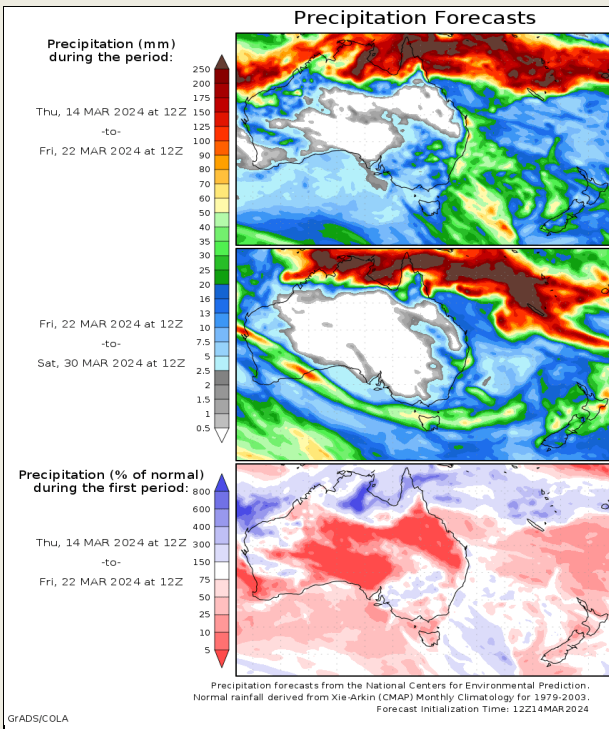 Precipitation Forecasts
Precipitation (mm)
during the period:
Thu, 14 MAR 2024 at 12Z
-to-
Fri, 22 MAR 2024 at 12Z
250
200
175
150
125
100
90
80
70
60
50
40
35
30
25
20
16
13
10
7.5
5
2.5
2
1.5
1
0.5
Fri, 22 MAR 2024 at 12Z
-to-
Sat, 30 MAR 2024 at 12Z
Precipitation (% of normal)
during the first period:
Thu, 14 MAR 2024 at 12Z
-to-
Fri, 22 MAR 2024 at 12Z
800
600
400
300
150
75
50
25
10
5
Precipitation forecasts from the National Centers for Environmental Prediction.
Normal rainfall derived from Xie-Arkin (CMAP) Monthly Climatology for 1979-2003.
Forecast Initialization Time: 12Z14MAR2024
GrADS/COLA